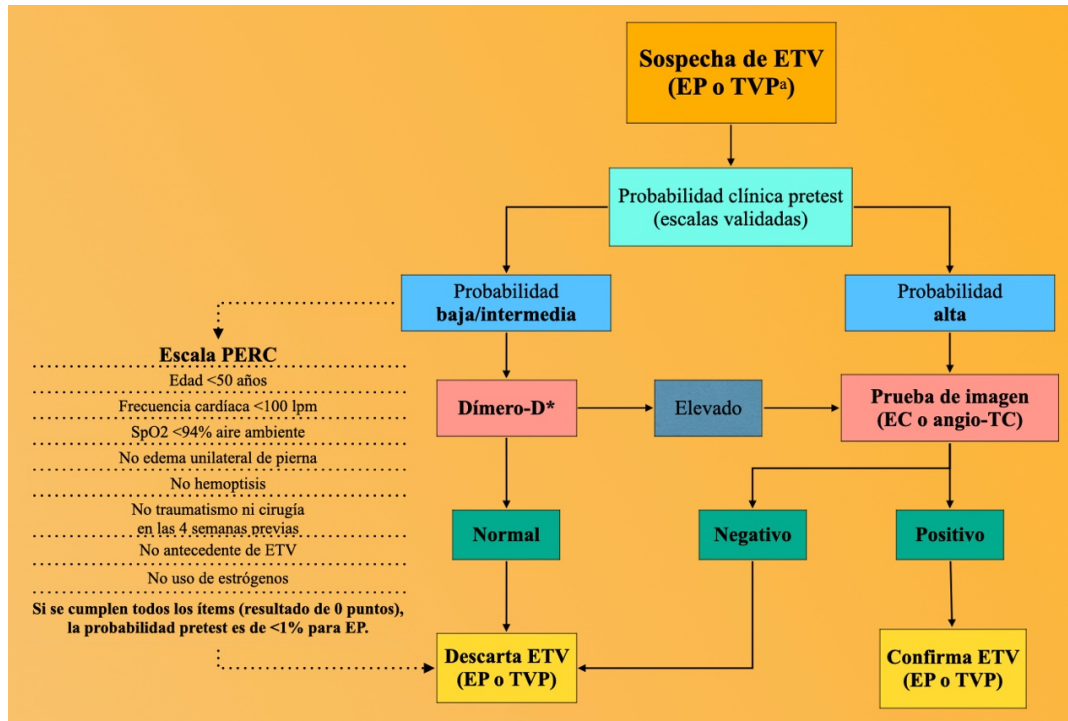 Sospecha de ETV
(EP o TVPᵃ)
Probabilidad clínica pretest
(escalas validadas)
Probabilidad
baja/intermedia
Probabilidad
alta
Escala PERC
Edad <50 años
Frecuencia cardíaca <100 lpm
SpO2 <94% aire ambiente
No edema unilateral de pierna
No hemoptisis
No traumatismo ni cirugía
en las 4 semanas previas
No antecedente de ETV
No uso de estrógenos
Si se cumplen todos los ítems (resultado de 0 puntos),
la probabilidad pretest es de <1% para EP.
Dímero-D*
Elevado
Prueba de imagen
(EC o angio-TC)
Normal
Negativo
Positivo
Descarta ETV
(EP o TVP)
Confirma ETV
(EP o TVP)